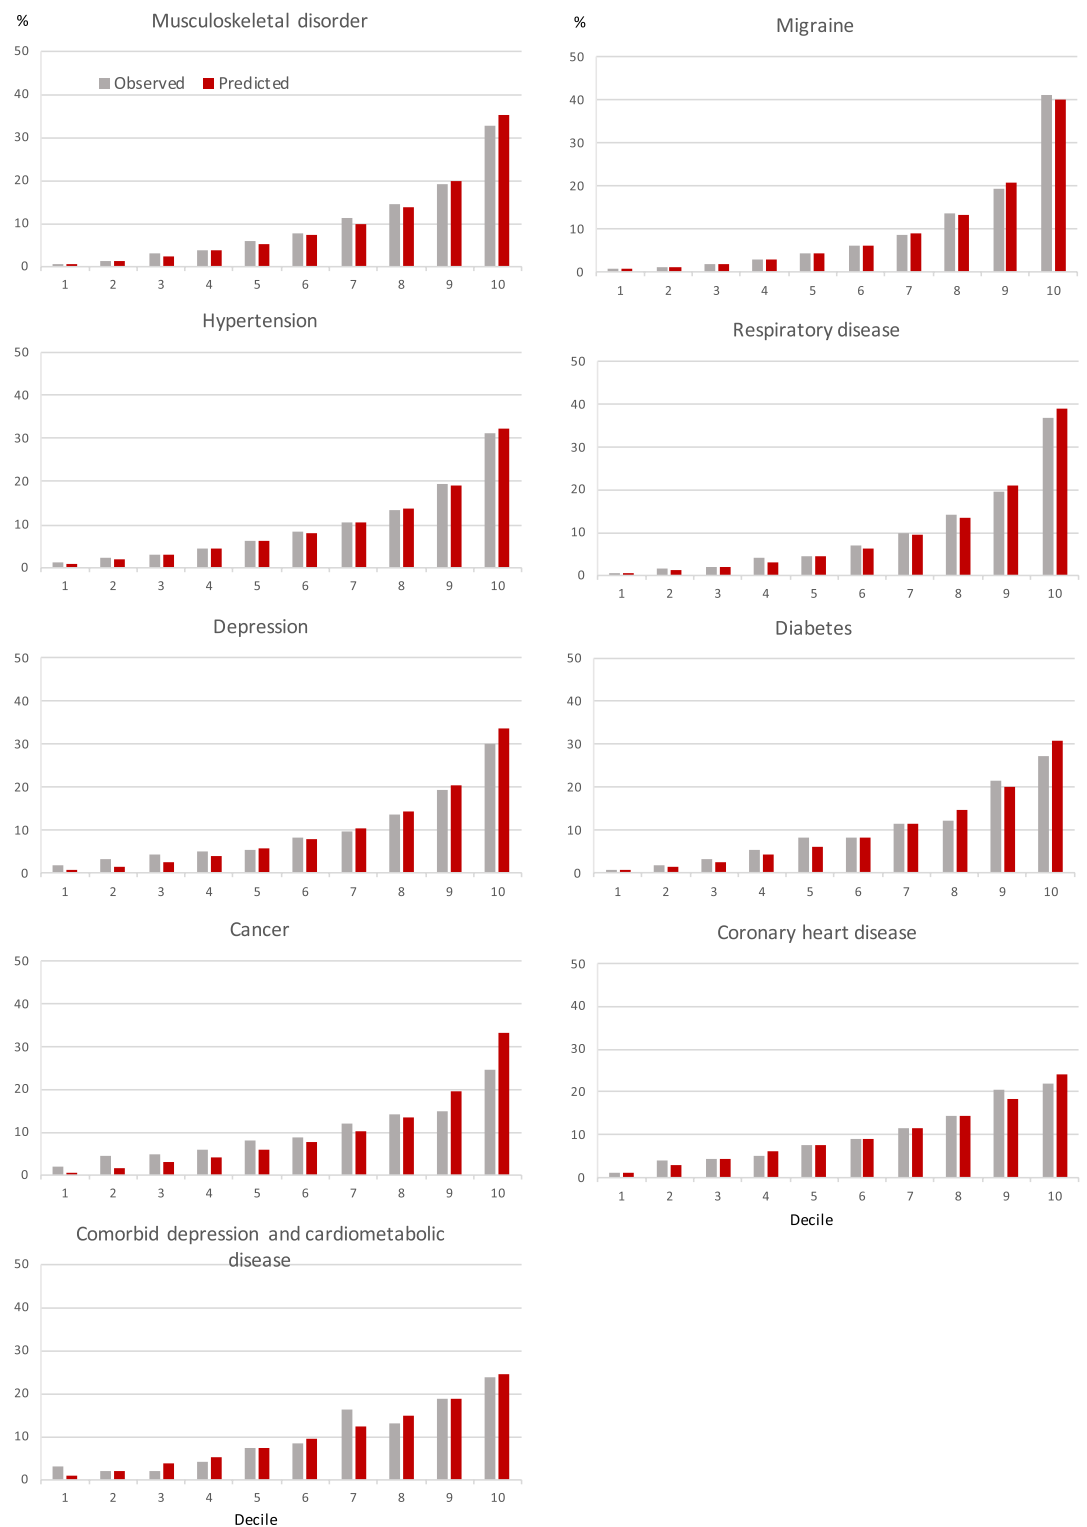 %
Musculoskeletal disorder
50
40
30
20
10
0
Observed Predicted
1 2 3 4 5 6 7 8 9 10
%
Migraine
50
40
30
20
10
0
1 2 3 4 5 6 7 8 9 10
Hypertension
50
40
30
20
10
0
1 2 3 4 5 6 7 8 9 10
Respiratory disease
50
40
30
20
10
0
1 2 3 4 5 6 7 8 9 10
Depression
50
40
30
20
10
0
1 2 3 4 5 6 7 8 9 10
Diabetes
50
40
30
20
10
0
1 2 3 4 5 6 7 8 9 10
Cancer
50
40
30
20
10
0
1 2 3 4 5 6 7 8 9 10
Coronary heart disease
50
40
30
20
10
0
1 2 3 4 5 6 7 8 9 10
Decile
Comorbid depression and cardiometabolic
disease
50
40
30
20
10
0
1 2 3 4 5 6 7 8 9 10
Decile